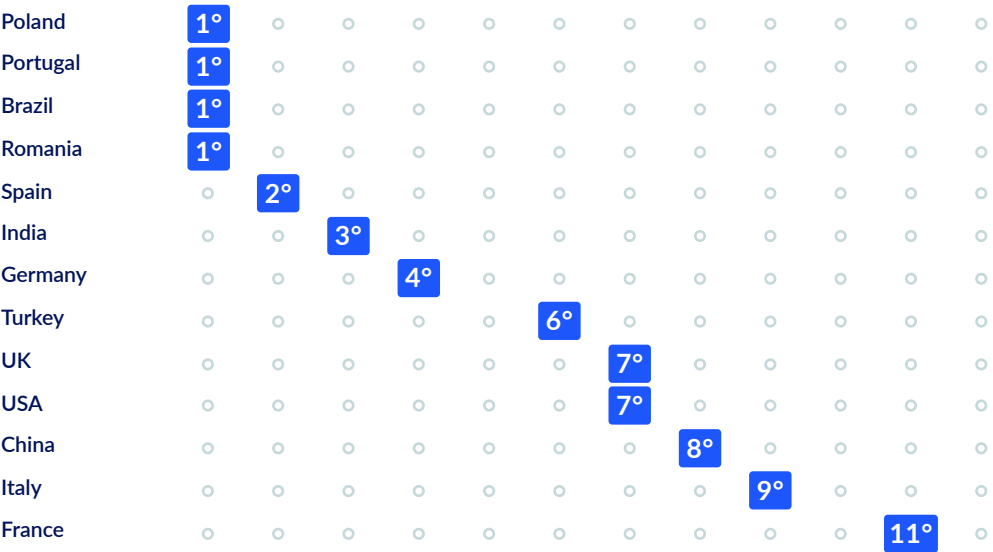 Poland 1°
Portugal 1°
Brazil 1°
Romania 1°
Spain 2°
India 3°
Germany 4°
Turkey 6°
UK 7°
USA 7°
China 8°
Italy 9°
France 11°